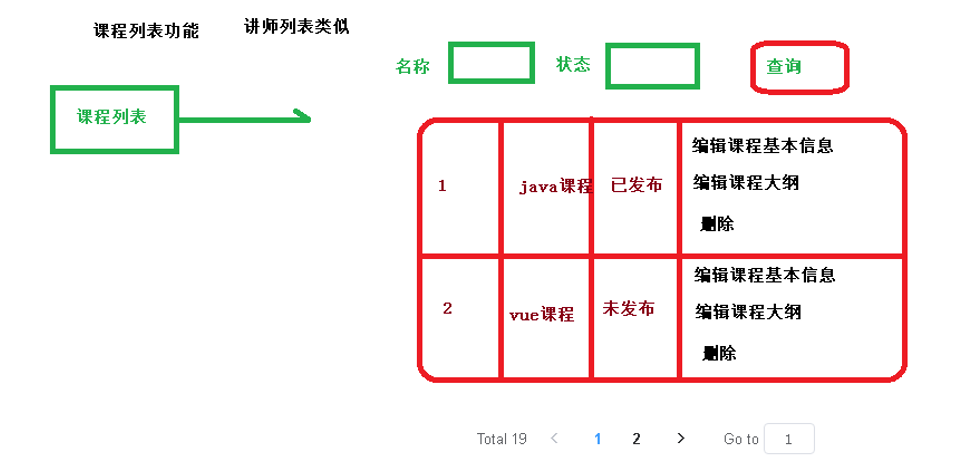 课程列表功能
讲师列表类似
名称
状态
查询
课程列表
1
java课程
已发布
编辑课程基本信息
编辑课程大纲
删除
2
vue课程
未发布
编辑课程基本信息
编辑课程大纲
删除
Total 19 < 1 2 > Go to 1